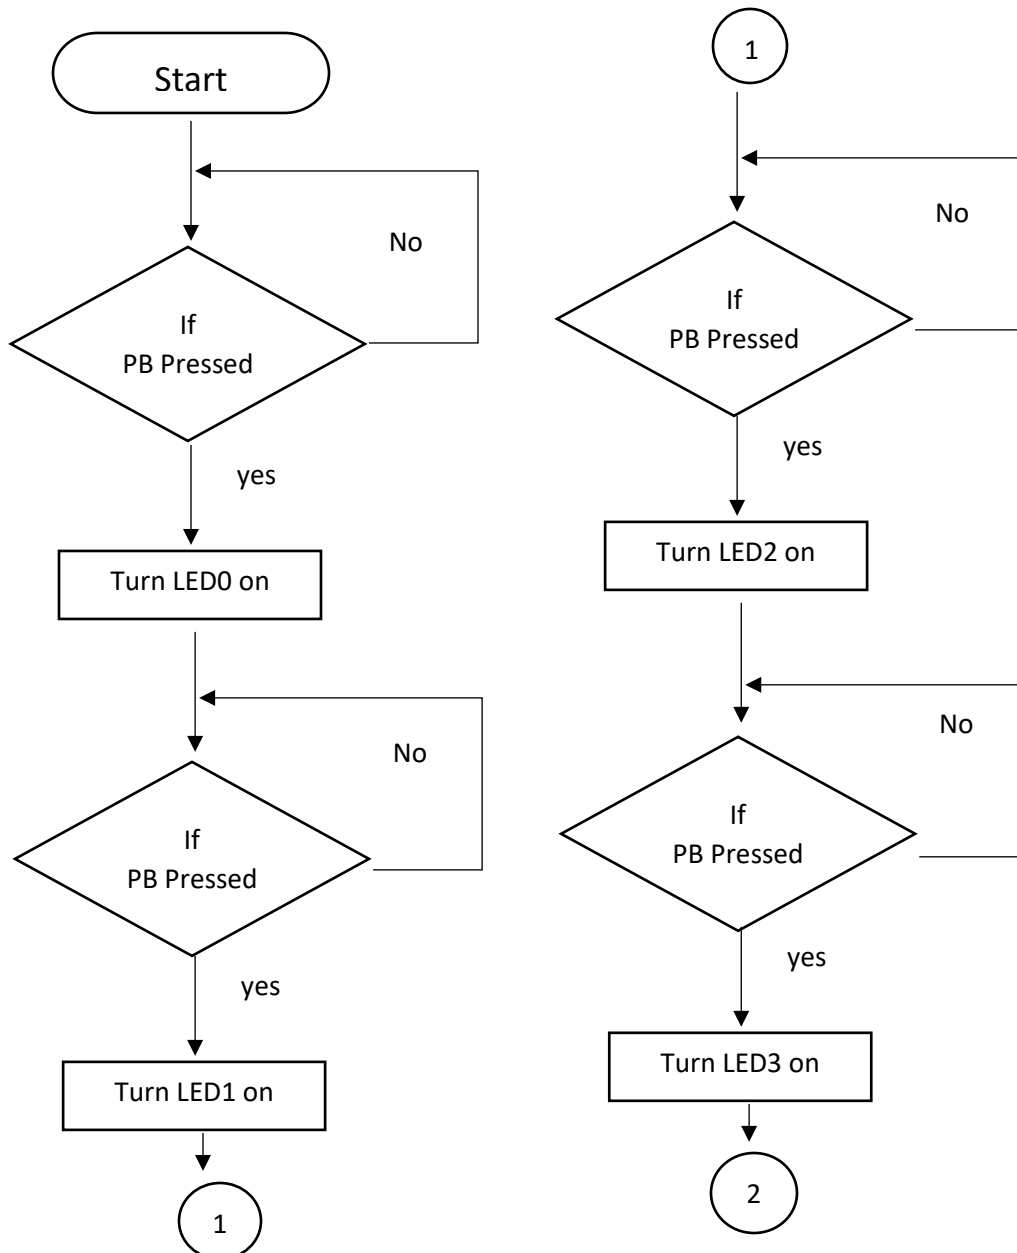 Start
No
If
PB Pressed
yes
Turn LED0 on
No
If
PB Pressed
yes
Turn LED1 on
1
1
No
If
PB Pressed
yes
Turn LED2 on
No
If
PB Pressed
yes
Turn LED3 on
2